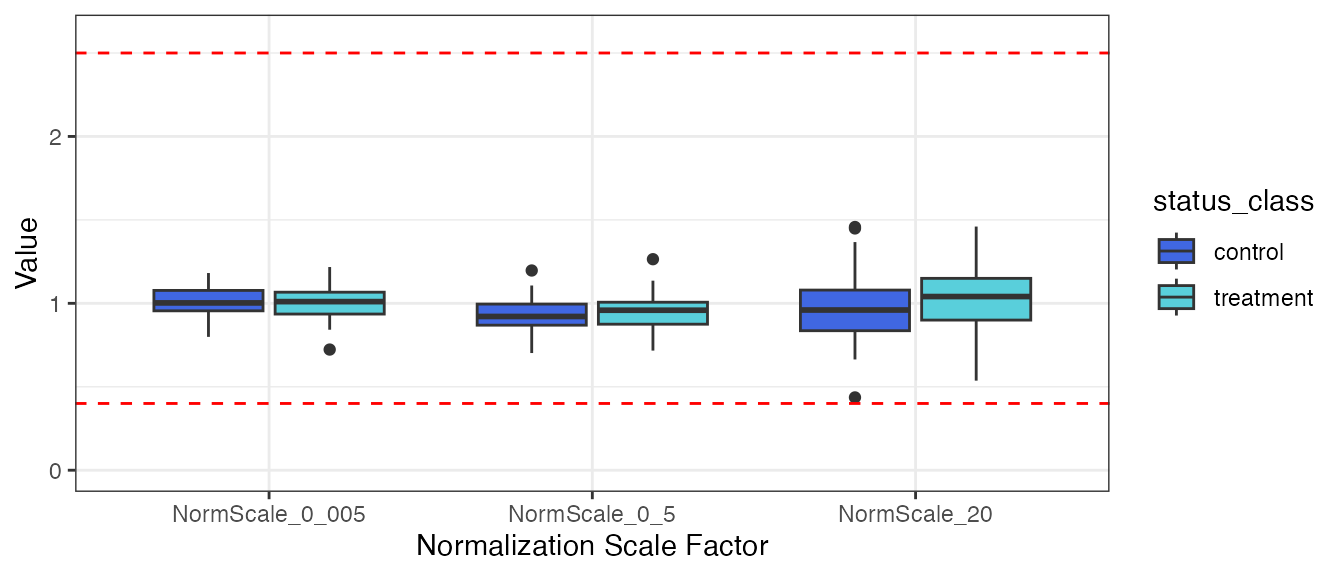 Value
2
1
0
NormScale_0_005 NormScale_0_5 NormScale_20
Normalization Scale Factor
status_class
control
treatment